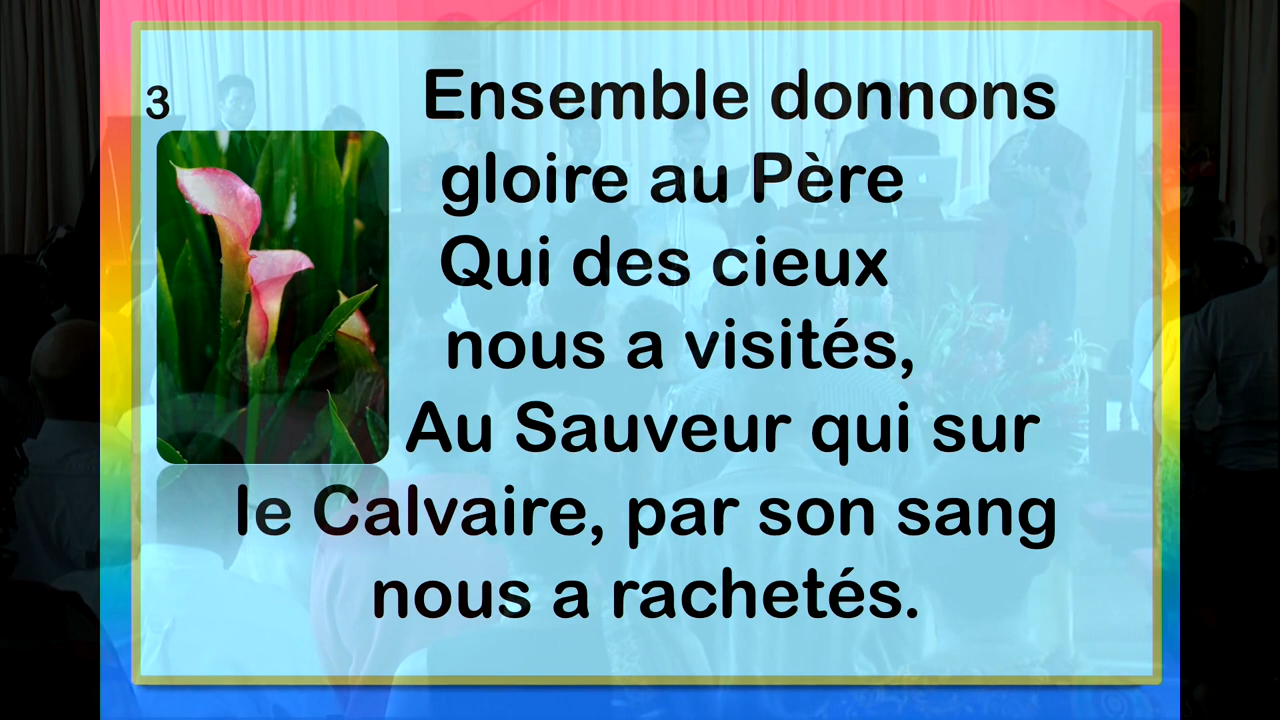 3
Ensemble donnons
gloire au Père
Qui des cieux
nous a visités,
Au Sauveur qui sur
le Calvaire, par son sang
nous a rachetés.